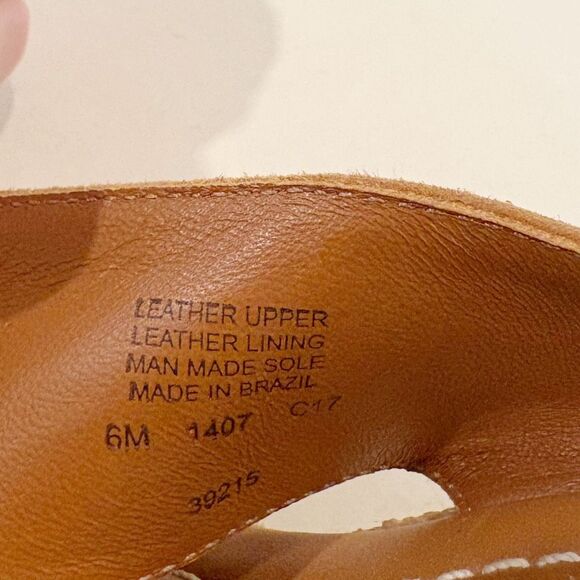 LEATHER UPPER
LEATHER LINING
MAN MADE SOLE
MADE IN BRAZIL
6M 1407 C17
39215